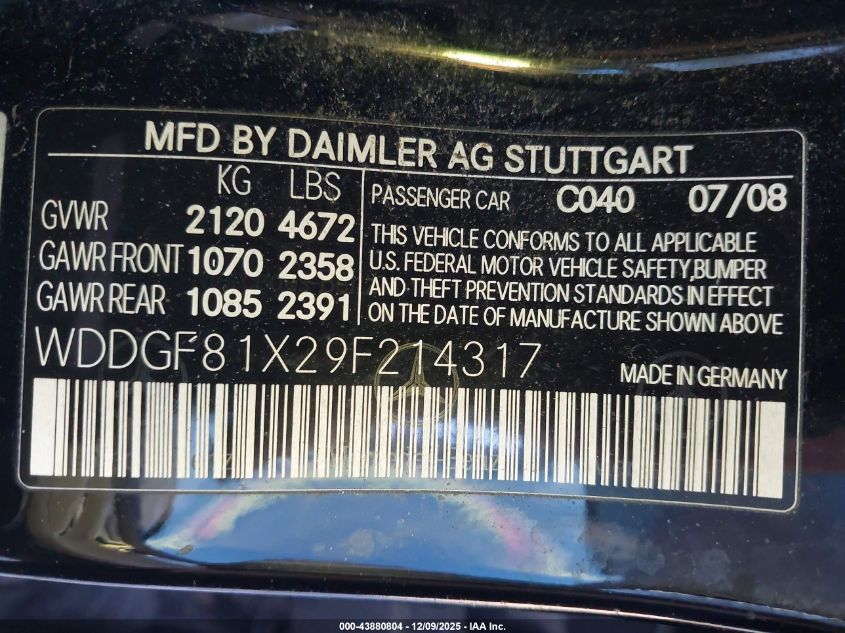 MFD BY DAIMLER AG STUTTGART
KG LBS
GVWR 2120 4672
GAWR FRONT 1070 2358
GAWR REAR 1085 2391
PASSENGER CAR C040 07/08
THIS VEHICLE CONFORMS TO ALL APPLICABLE
U.S. FEDERAL MOTOR VEHICLE SAFETY,BUMPER
AND THEFT PREVENTION STANDARDS IN EFFECT
ON THE DATE OF MANUFACTURE SHOWN ABOVE
WDDGF81X29F214317
MADE IN GERMANY
000-43880804 - 12/09/2025 - IAA Inc.